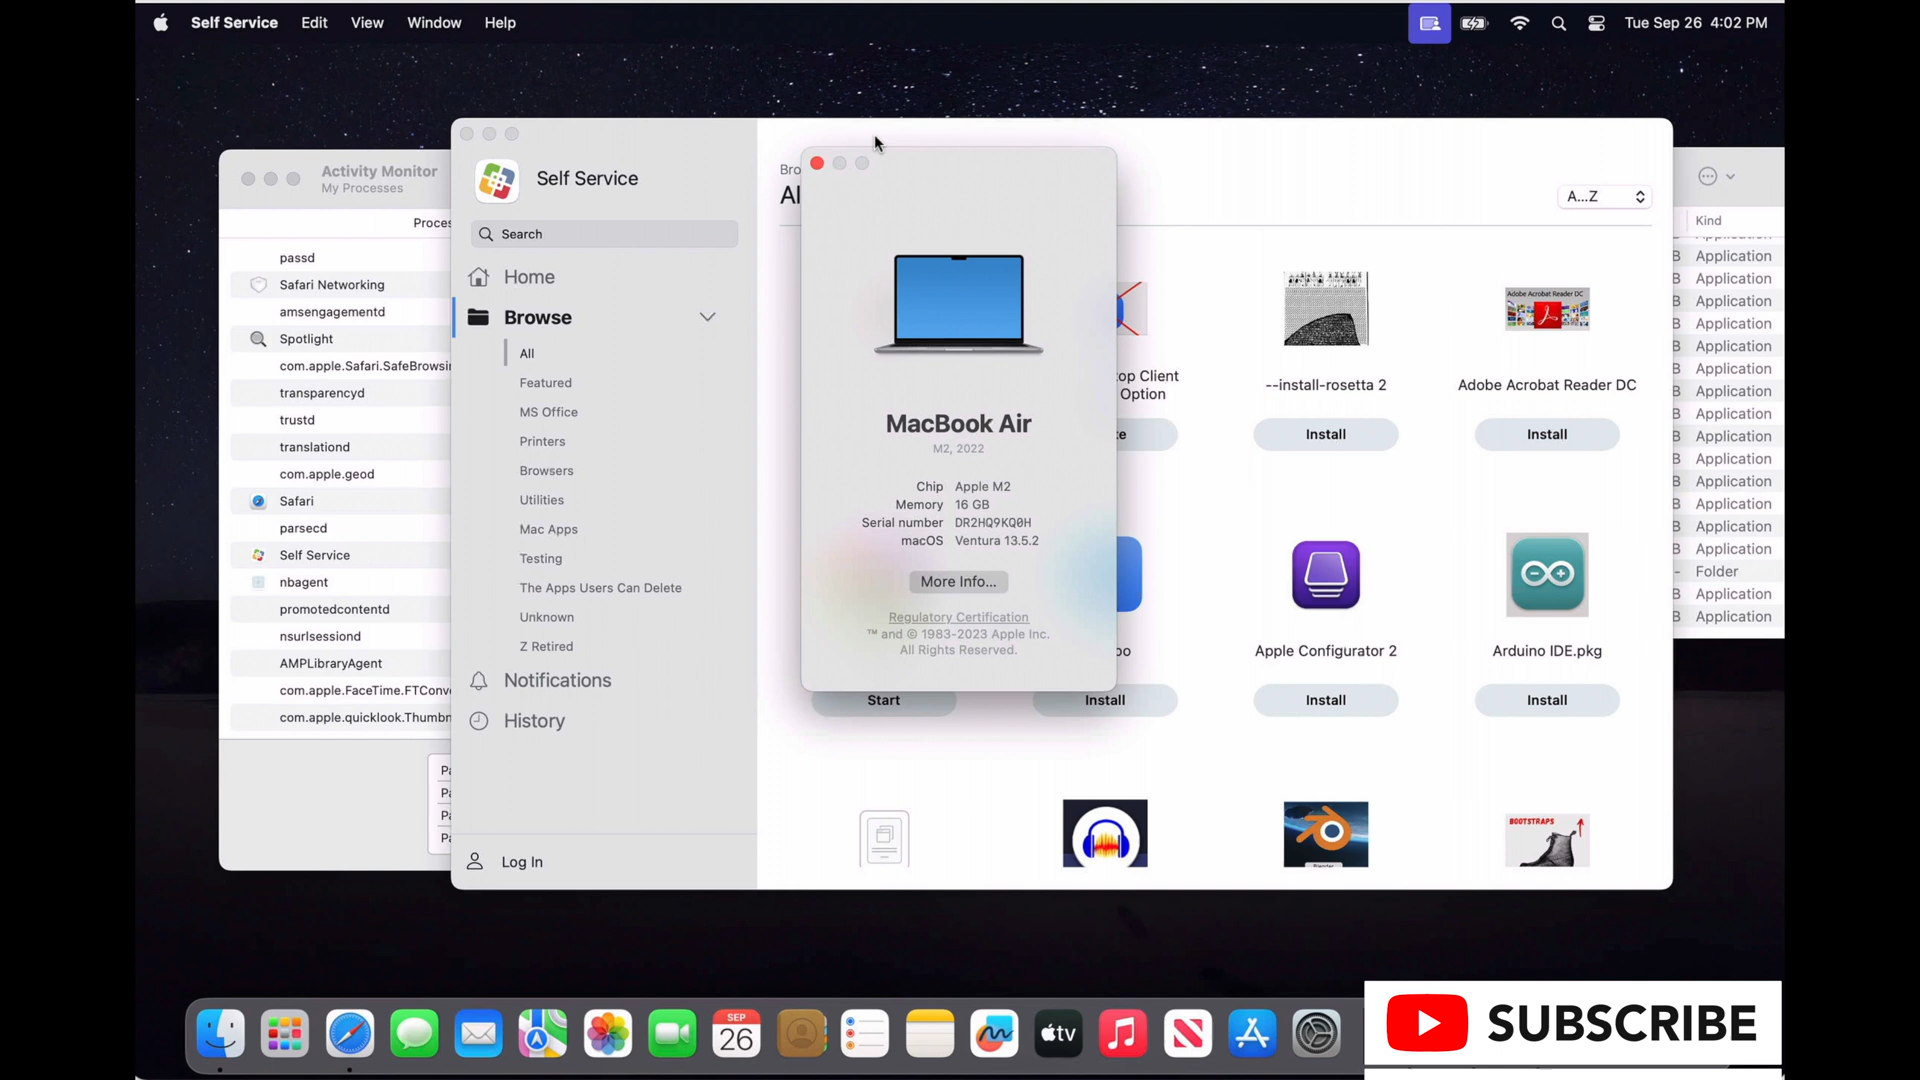 Self Service Edit View Window Help
Tue Sep 26 4:02 PM
Activity Monitor
My Processes
passd
Safari Networking
amsengagementd
Spotlight
com.apple.Safari.SafeBrowsi
transparencyd
trustd
translationd
com.apple.geod
Safari
parsecd
Self Service
nbagent
promotedcontentd
nsurlsessiond
AMPLibraryAgent
com.apple.FaceTime.FTConv
com.apple.quicklook.Thumbn
Self Service
Search
Home
Browse
All
Featured
MS Office
Printers
Browsers
Utilities
Mac Apps
Testing
The Apps Users Can Delete
Unknown
Z Retired
Notifications
History
Log In
A...Z
MacBook Air
M2, 2022
Chip Apple M2
Memory 16 GB
Serial number DR2HQ9KQ0H
macOS Ventura 13.5.2
More Info...
Regulatory Certification
™ and © 1983-2023 Apple Inc.
All Rights Reserved.
op Client
Option
--install-rosetta 2
Adobe Acrobat Reader DC
Adobe Acrobat Reader DC
Install
Install
Apple Configurator 2
Arduino IDE.pkg
Start
Install
Install
Install
BOOTSTRAPS
Kind
Application
Application
Application
Application
Application
Application
Application
Application
Application
Application
Application
Application
Application
Application
Folder
Application
Application
SEP
26
tv
SUBSCRIBE